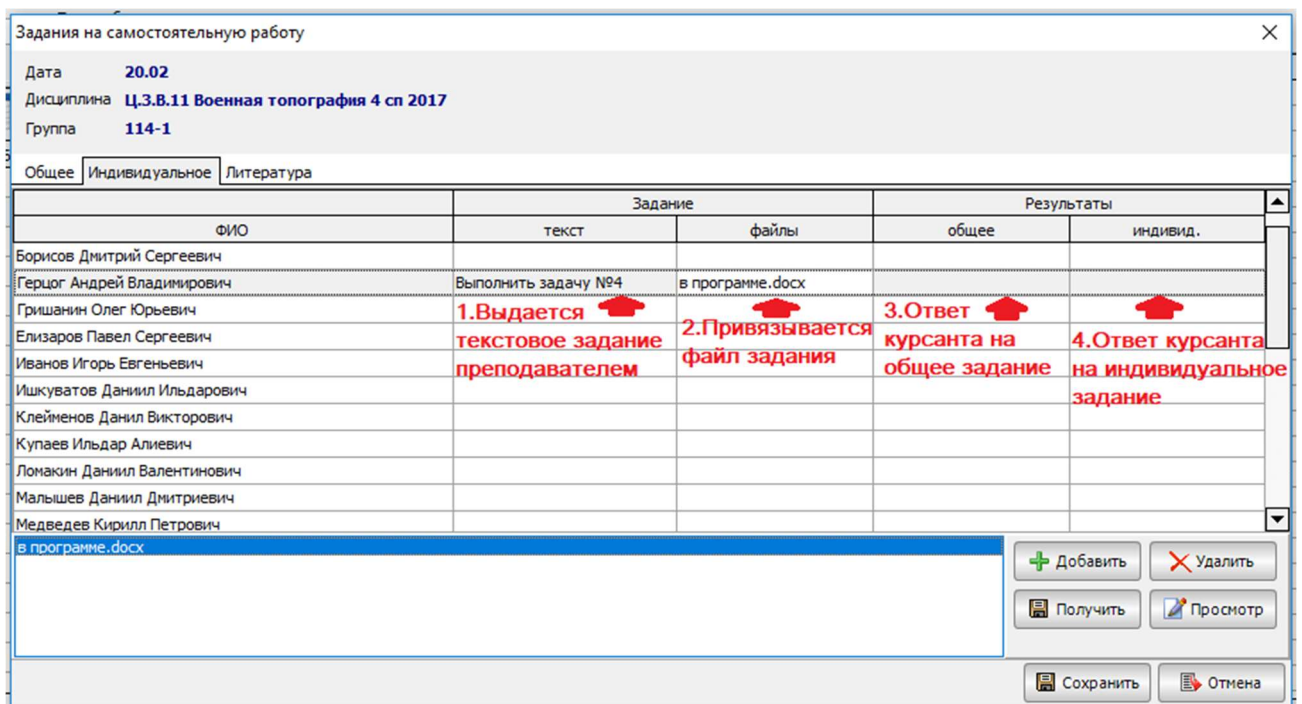 Задания на самостоятельную работу
Дата 20.02
Дисциплина Ц.3.В.11 Военная топография 4 сп 2017
Группа 114-1
Общее Индивидуальное Литература
Задание Результаты
ФИО текст файлы общее индивид.
Борисов Дмитрий Сергеевич
Герцог Андрей Владимирович Выполнить задачу №4 в программе.docx
Гришанин Олег Юрьевич
Елизаров Павел Сергеевич
Иванов Игорь Евгеньевич
Ишкуватов Даниил Ильдарович
Клейменов Данил Викторович
Купаев Ильдар Алиевич
Ломакин Даниил Валентинович
Малышев Даниил Дмитриевич
Медведев Кирилл Петрович
1.Выдается
текстовое задание
преподавателем
2.Привязывается
файл задания
3.Ответ
курсанта на
общее задание
4.Ответ курсанта
на индивидуальное
задание
в программе.docx
Добавить Удалить
Получить Просмотр
Сохранить Отмена